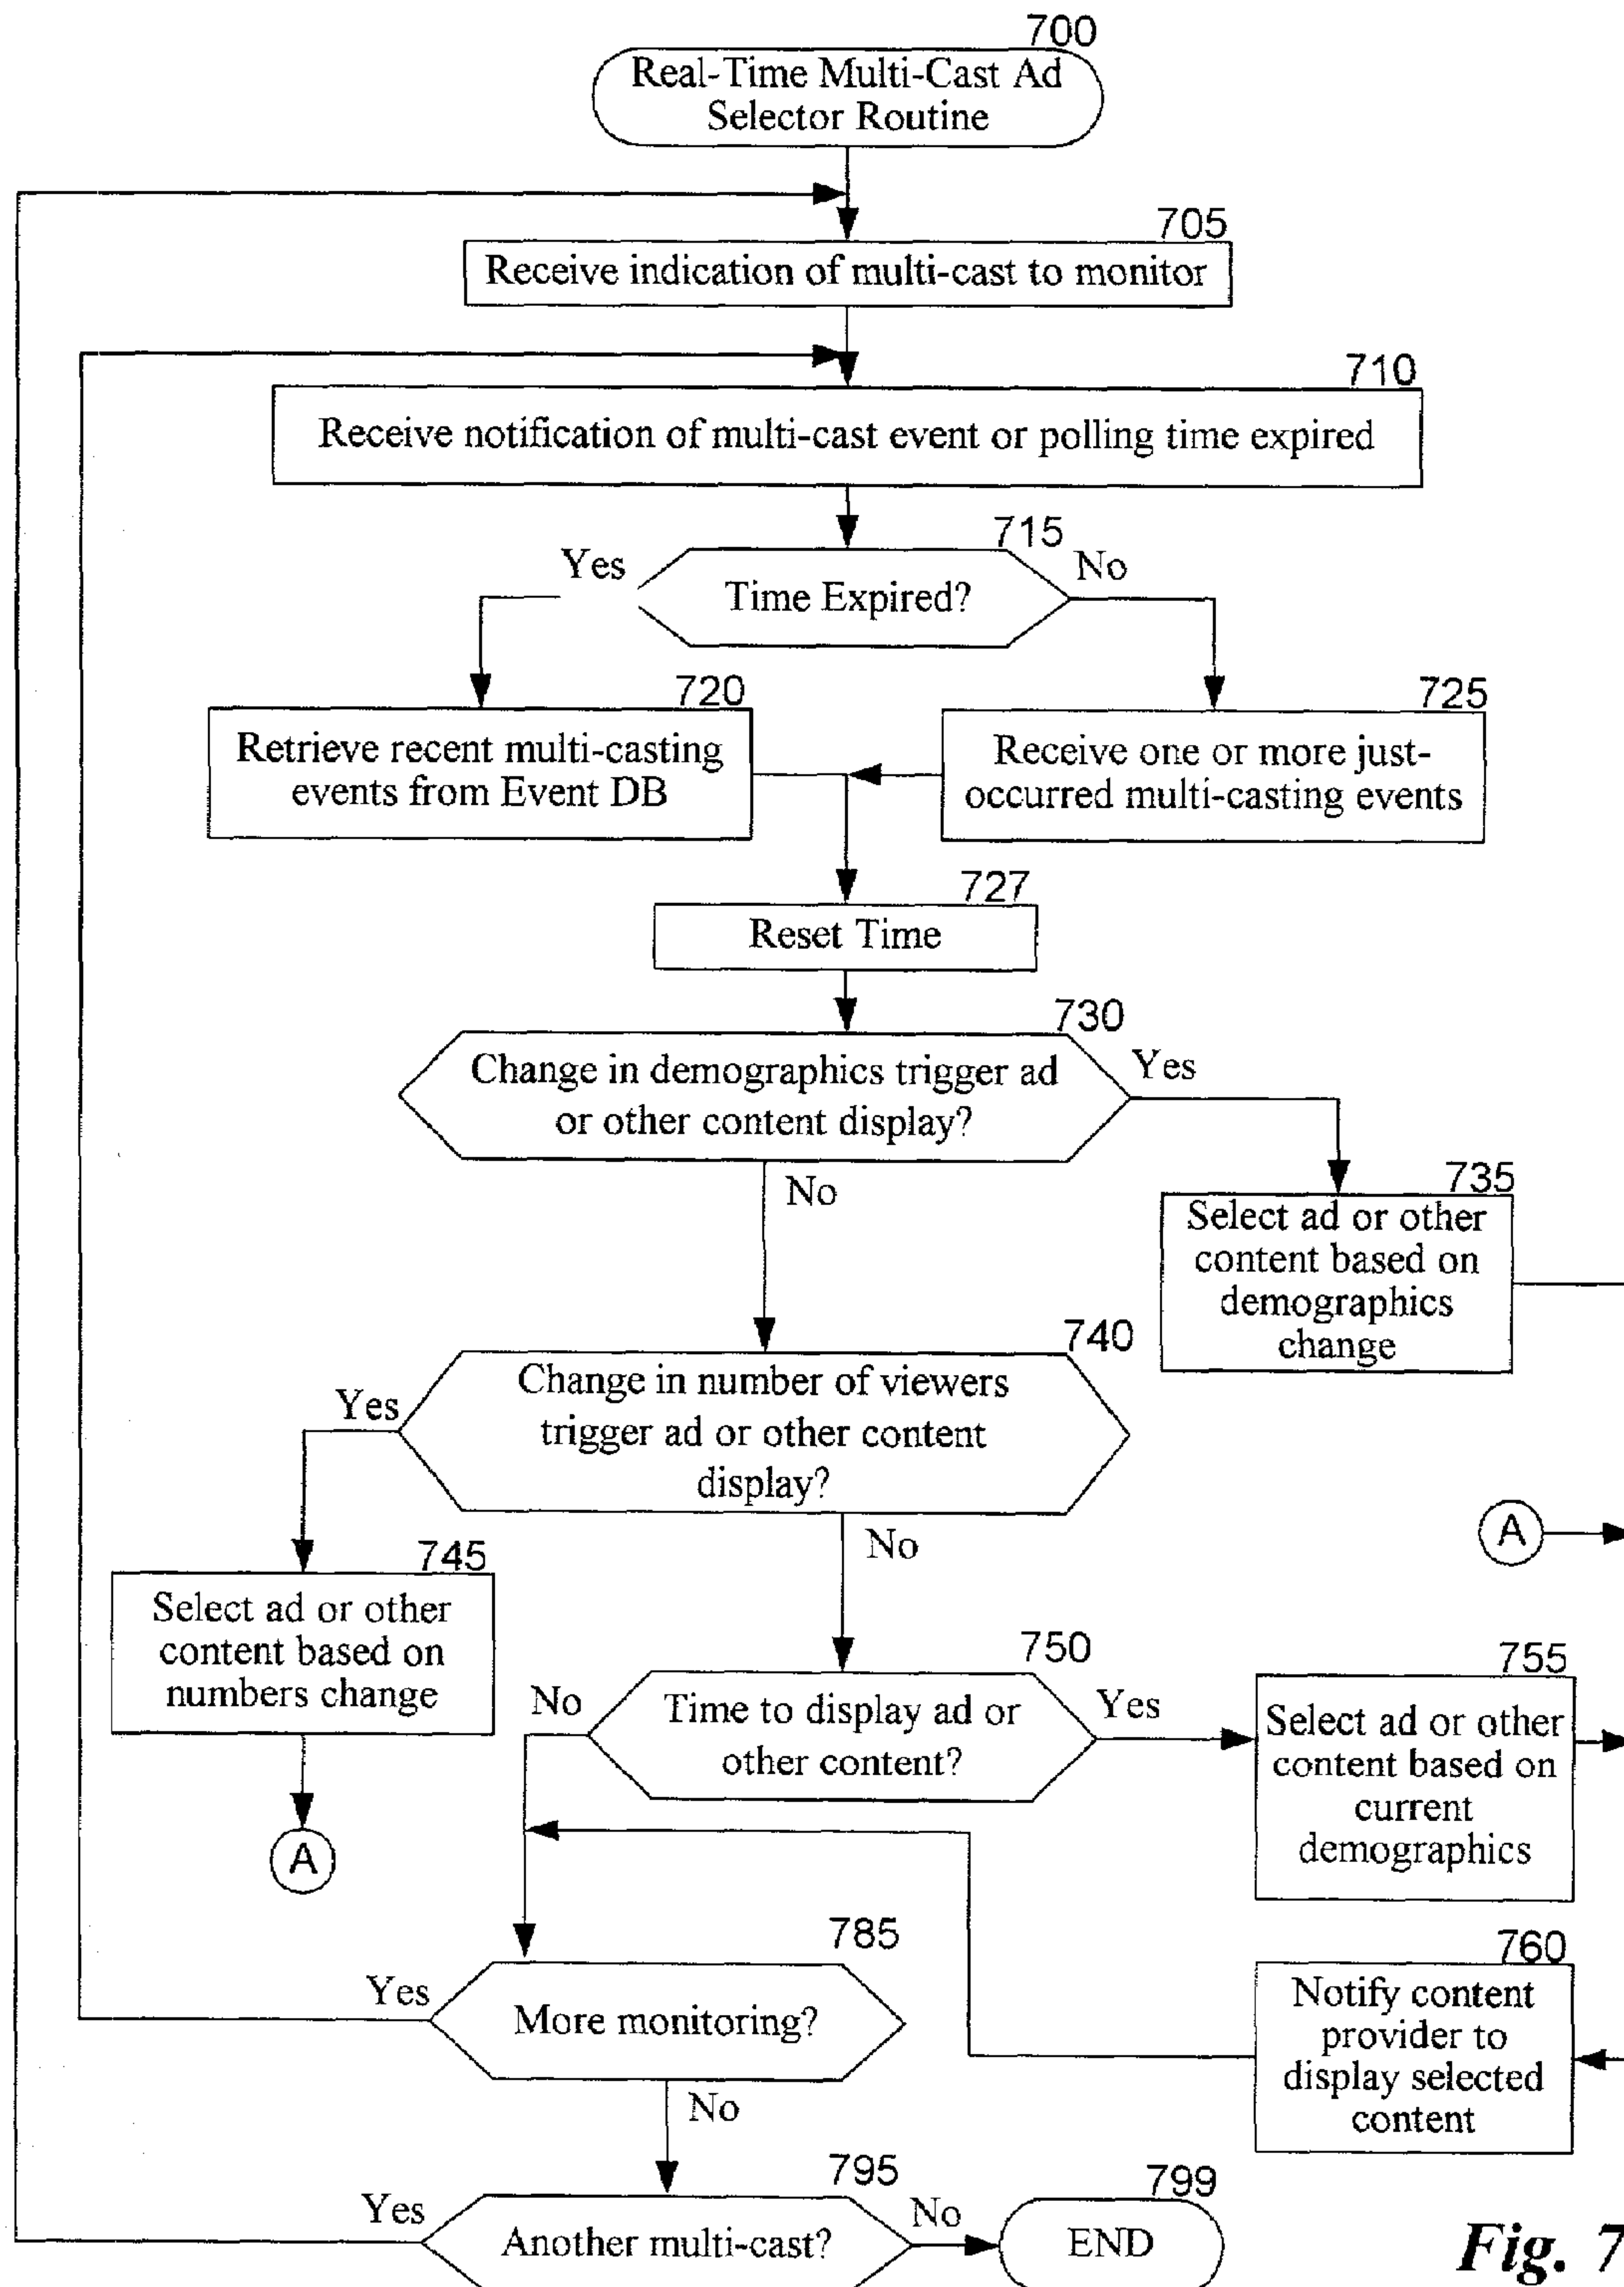 700
Real-Time Multi-Cast Ad
Selector Routine
705
Receive indication of multi-cast to monitor
710
Receive notification of multi-cast event or polling time expired
715
Yes
No
Time Expired?
720
Retrieve recent multi-casting
events from Event DB
725
Receive one or more just-
occurred multi-casting events
727
Reset Time
730
Change in demographics trigger ad
or other content display?
Yes
No
735
Select ad or other
content based on
demographics
change
740
Change in number of viewers
trigger ad or other content
display?
Yes
No
A
745
Select ad or other
content based on
numbers change
A
750
No
Time to display ad or
other content?
Yes
755
Select ad or other
content based on
current
demographics
760
Notify content
provider to
display selected
content
785
Yes
More monitoring?
No
795
Yes
Another multi-cast?
No
799
END
Fig. 7